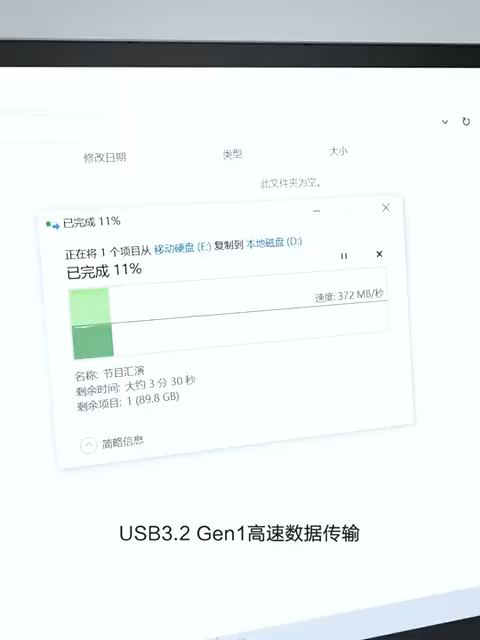 修改日期 类型 大小
此文件夹为空。
已完成 11%
正在将 1 个项目从 移动硬盘 (E:) 复制到 本地磁盘 (D:)
已完成 11%
速度: 372 MB/秒
名称: 节目汇演
剩余时间: 大约 3 分 30 秒
剩余项目: 1 (89.8 GB)
简略信息
USB3.2 Gen1高速数据传输